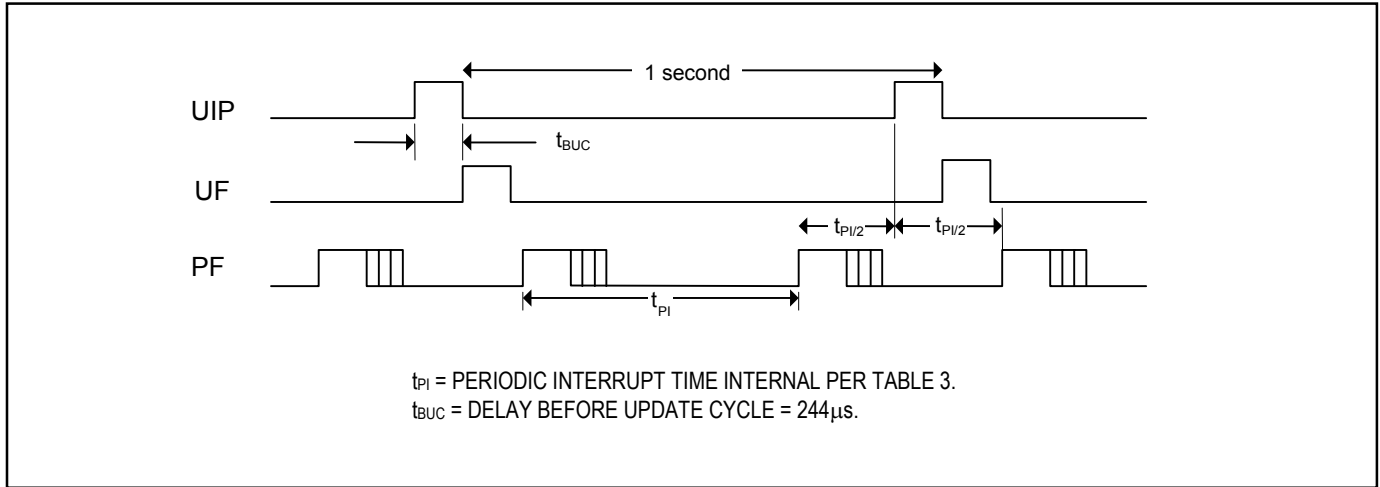 1 second
UIP
tBUC
UF
tPI/2 tPI/2
PF
tPI
tPI = PERIODIC INTERRUPT TIME INTERNAL PER TABLE 3.
tBUC = DELAY BEFORE UPDATE CYCLE = 244μs.